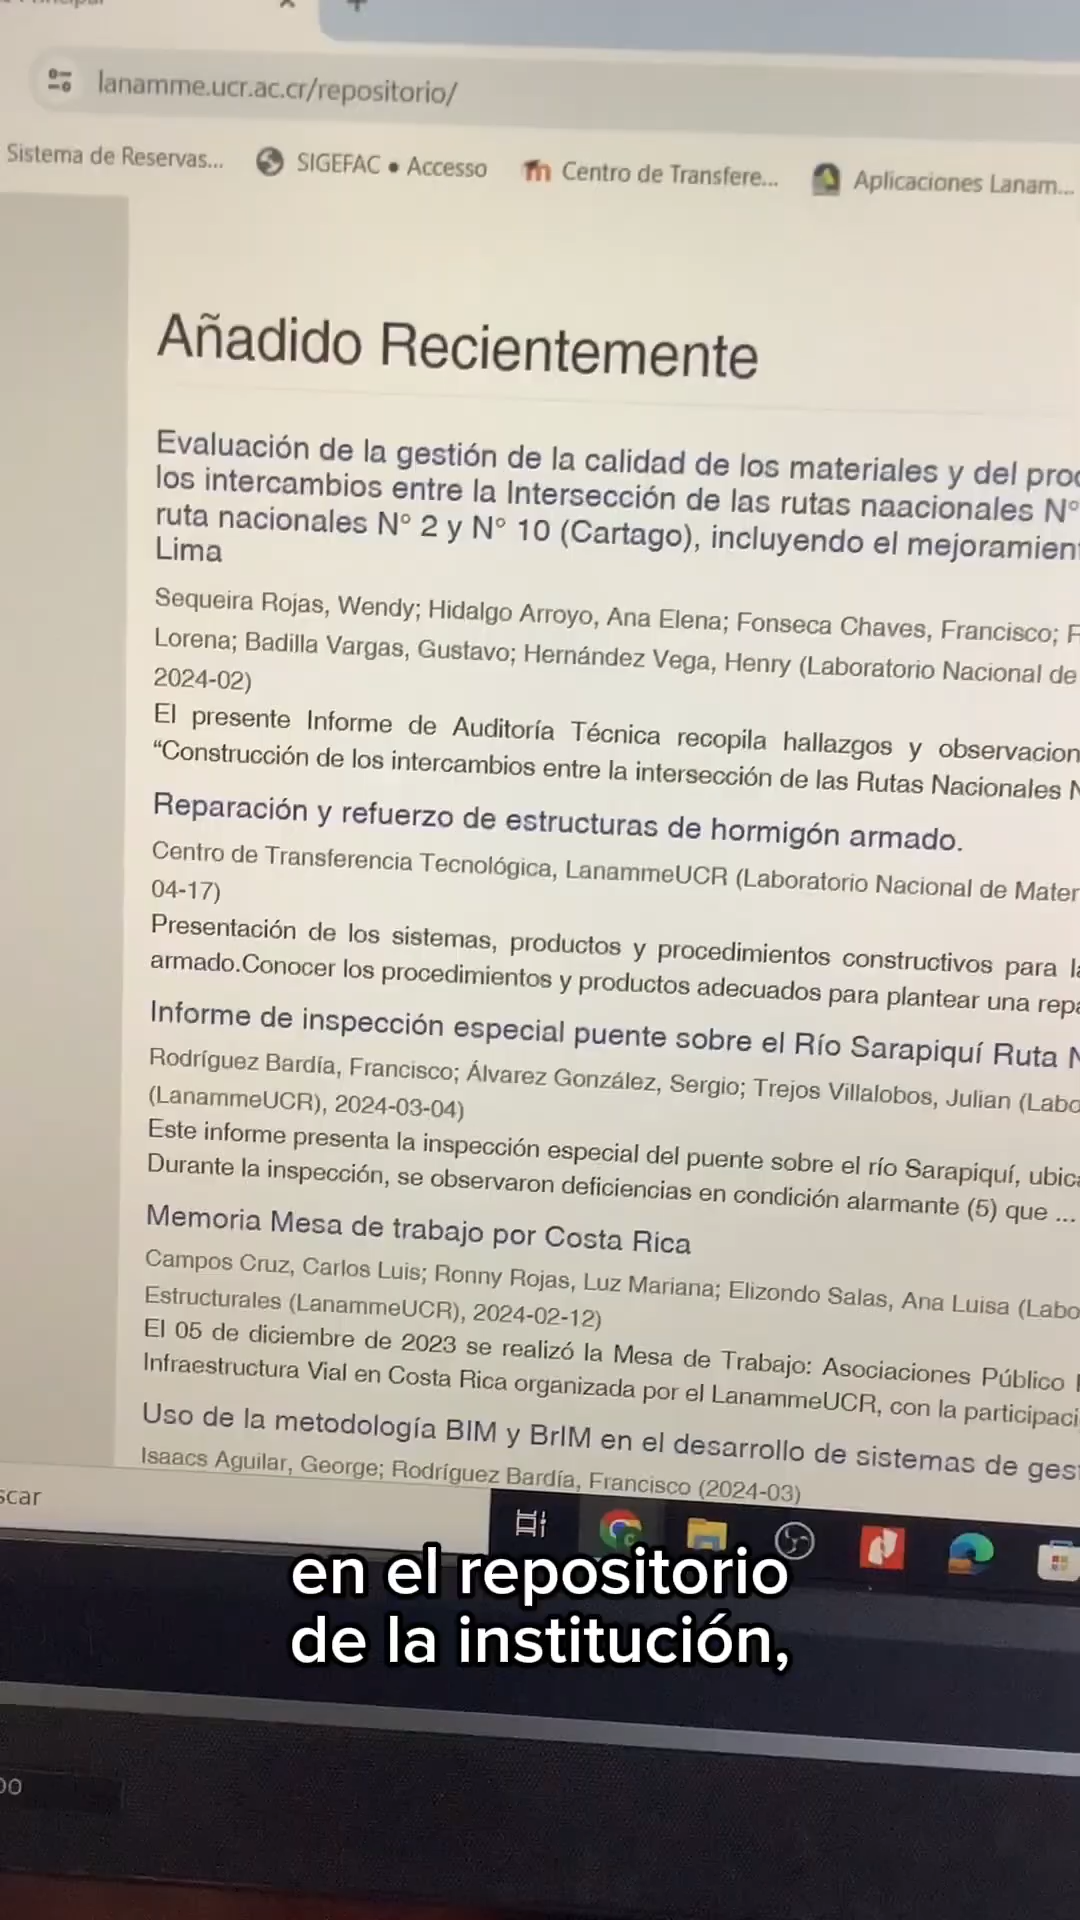 lanamme.ucr.ac.cr/repositorio/
Sistema de Reservas... SIGEFAC • Accesso Centro de Transfere... Aplicaciones Lanam...
Añadido Recientemente
Evaluación de la gestión de la calidad de los materiales y del
los intercambios entre la Intersección de las rutas naacionales N°
ruta nacionales N° 2 y N° 10 (Cartago), incluyendo el
Lima
Sequeira Rojas, Wendy; Hidalgo Arroyo, Ana Elena; Fonseca Chaves, Francisco;
Lorena; Badilla Vargas, Gustavo; Hernández Vega, Henry (Laboratorio Nacional de
2024-02)
El presente Informe de Auditoría Técnica recopila hallazgos y
“Construcción de los intercambios entre la intersección de las Rutas Nacionales
Reparación y refuerzo de estructuras de hormigón armado.
Centro de Transferencia Tecnológica, LanammeUCR (Laboratorio Nacional de
04-17)
Presentación de los sistemas, productos y procedimientos constructivos para
armado.Conocer los procedimientos y productos adecuados para plantear una
Informe de inspección especial puente sobre el Río Sarapiquí Ruta
Rodríguez Bardía, Francisco; Álvarez González, Sergio; Trejos Villalobos, Julian
(LanammeUCR), 2024-03-04)
Este informe presenta la inspección especial del puente sobre el río Sarapiquí,
Durante la inspección, se observaron deficiencias en condición alarmante (5) que ...
Memoria Mesa de trabajo por Costa Rica
Campos Cruz, Carlos Luis; Ronny Rojas, Luz Mariana; Elizondo Salas, Ana Luisa
Estructurales (LanammeUCR), 2024-02-12)
El 05 de diciembre de 2023 se realizó la Mesa de Trabajo: Asociaciones Público
Infraestructura Vial en Costa Rica organizada por el LanammeUCR, con la
Uso de la metodología BIM y BrIM en el desarrollo de sistemas de
Isaacs Aguilar, George; Rodríguez Bardía, Francisco (2024-03)
en el repositorio
de la institución,